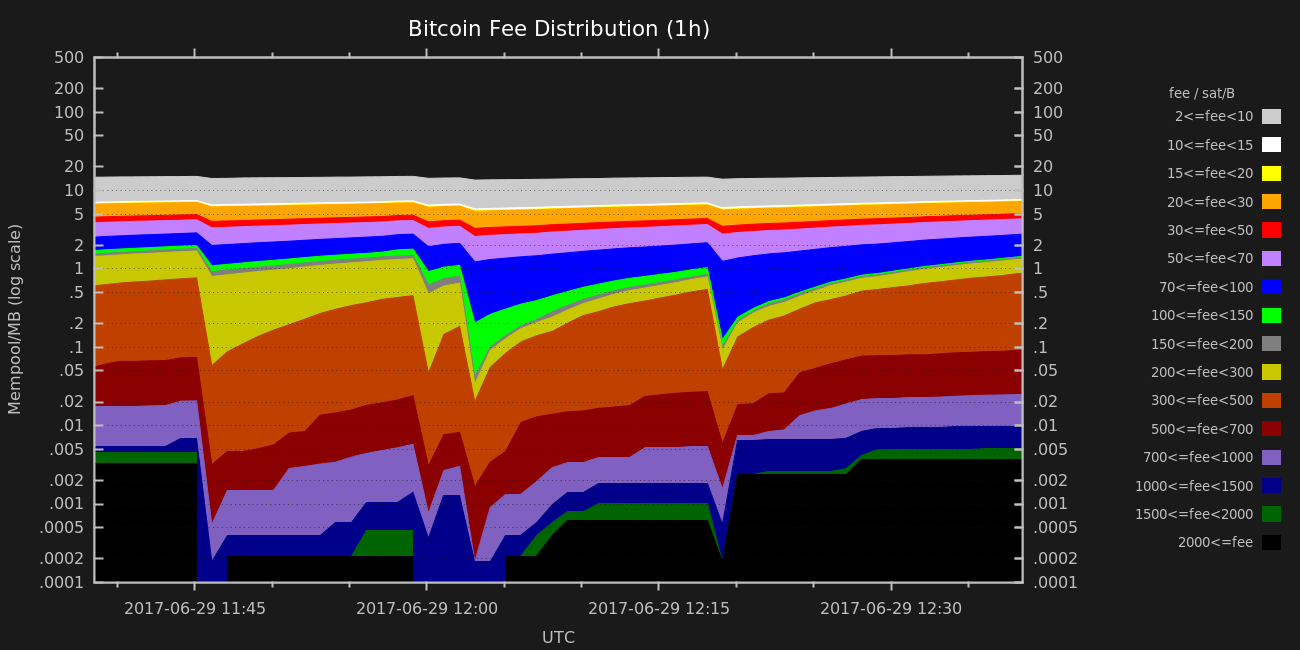 Bitcoin Fee Distribution (1h)
Mempool/MB (log scale)
500
200
100
50
20
10
5
2
1
.5
.2
.1
.05
.02
.01
.005
.002
.001
.0005
.0002
.0001
500
200
100
50
20
10
5
2
1
.5
.2
.1
.05
.02
.01
.005
.002
.001
.0005
.0002
.0001
2017-06-29 11:45
2017-06-29 12:00
2017-06-29 12:15
2017-06-29 12:30
UTC
fee / sat/B
2<=fee<10
10<=fee<15
15<=fee<20
20<=fee<30
30<=fee<50
50<=fee<70
70<=fee<100
100<=fee<150
150<=fee<200
200<=fee<300
300<=fee<500
500<=fee<700
700<=fee<1000
1000<=fee<1500
1500<=fee<2000
2000<=fee